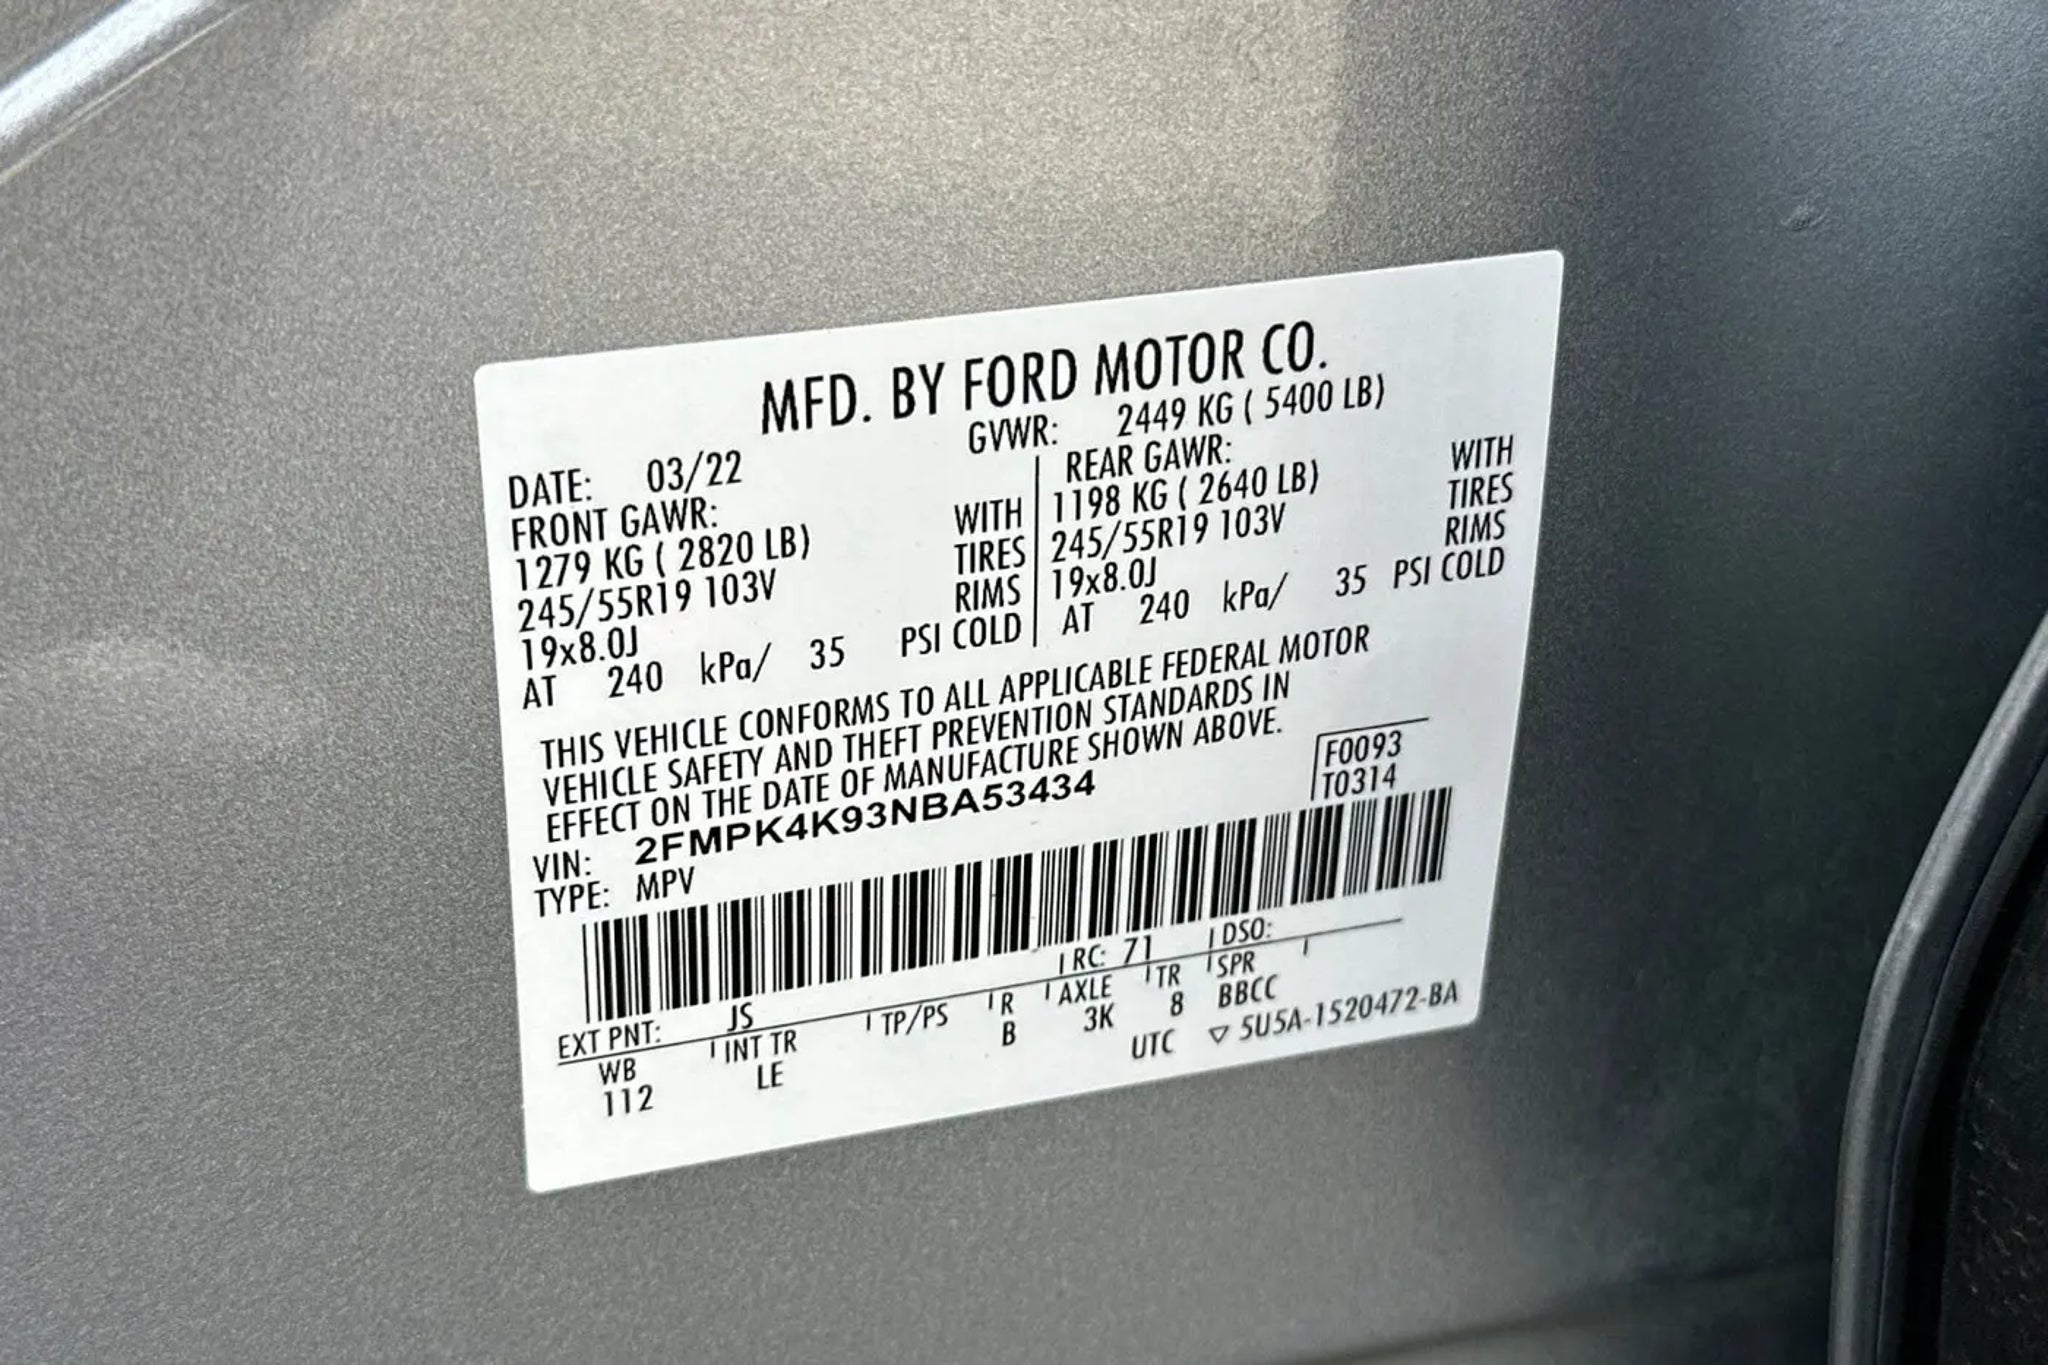 MFD. BY FORD MOTOR CO.
DATE: 03/22 GVWR: 2449 KG ( 5400 LB)
FRONT GAWR: REAR GAWR:
1279 KG ( 2820 LB) WITH 1198 KG ( 2640 LB) WITH
245/55R19 103V TIRES 245/55R19 103V TIRES
19x8.0J RIMS 19x8.0J RIMS
AT 240 kPa/ 35 PSI COLD AT 240 kPa/ 35 PSI COLD
THIS VEHICLE CONFORMS TO ALL APPLICABLE FEDERAL MOTOR
VEHICLE SAFETY AND THEFT PREVENTION STANDARDS IN
EFFECT ON THE DATE OF MANUFACTURE SHOWN ABOVE.
F0093
VIN: 2FMPK4K93NBA53434 T0314
TYPE: MPV
EXT PNT: JS RC: 71 DSO:
WB INT TR TP/PS R AXLE TR SPR
112 LE B 3K 8 BBCC
UTC ▽ 5U5A-1520472-BA